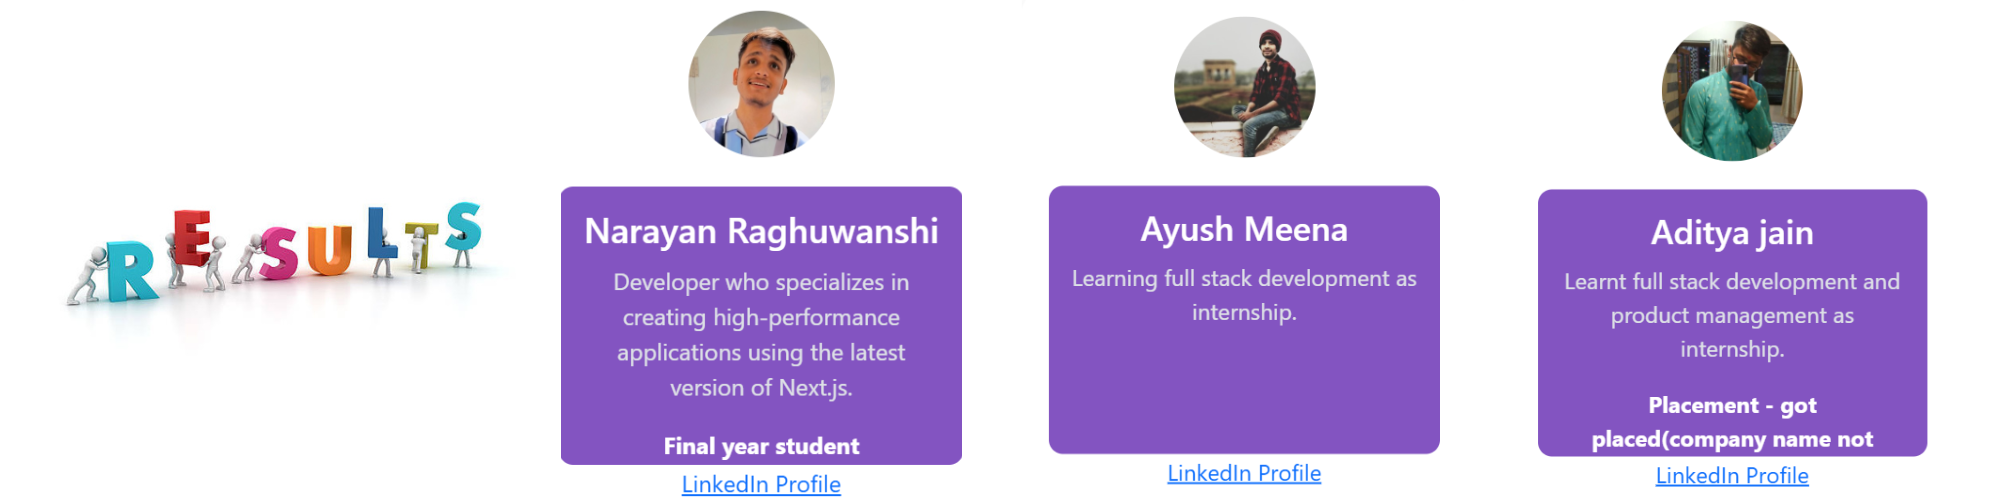 RESULTS
Narayan Raghuwanshi
Developer who specializes in
creating high-performance
applications using the latest
version of Next.js.
Final year student
LinkedIn Profile
Ayush Meena
Learning full stack development as
internship.
LinkedIn Profile
Aditya jain
Learnt full stack development and
product management as
internship.
Placement - got
placed(company name not
LinkedIn Profile